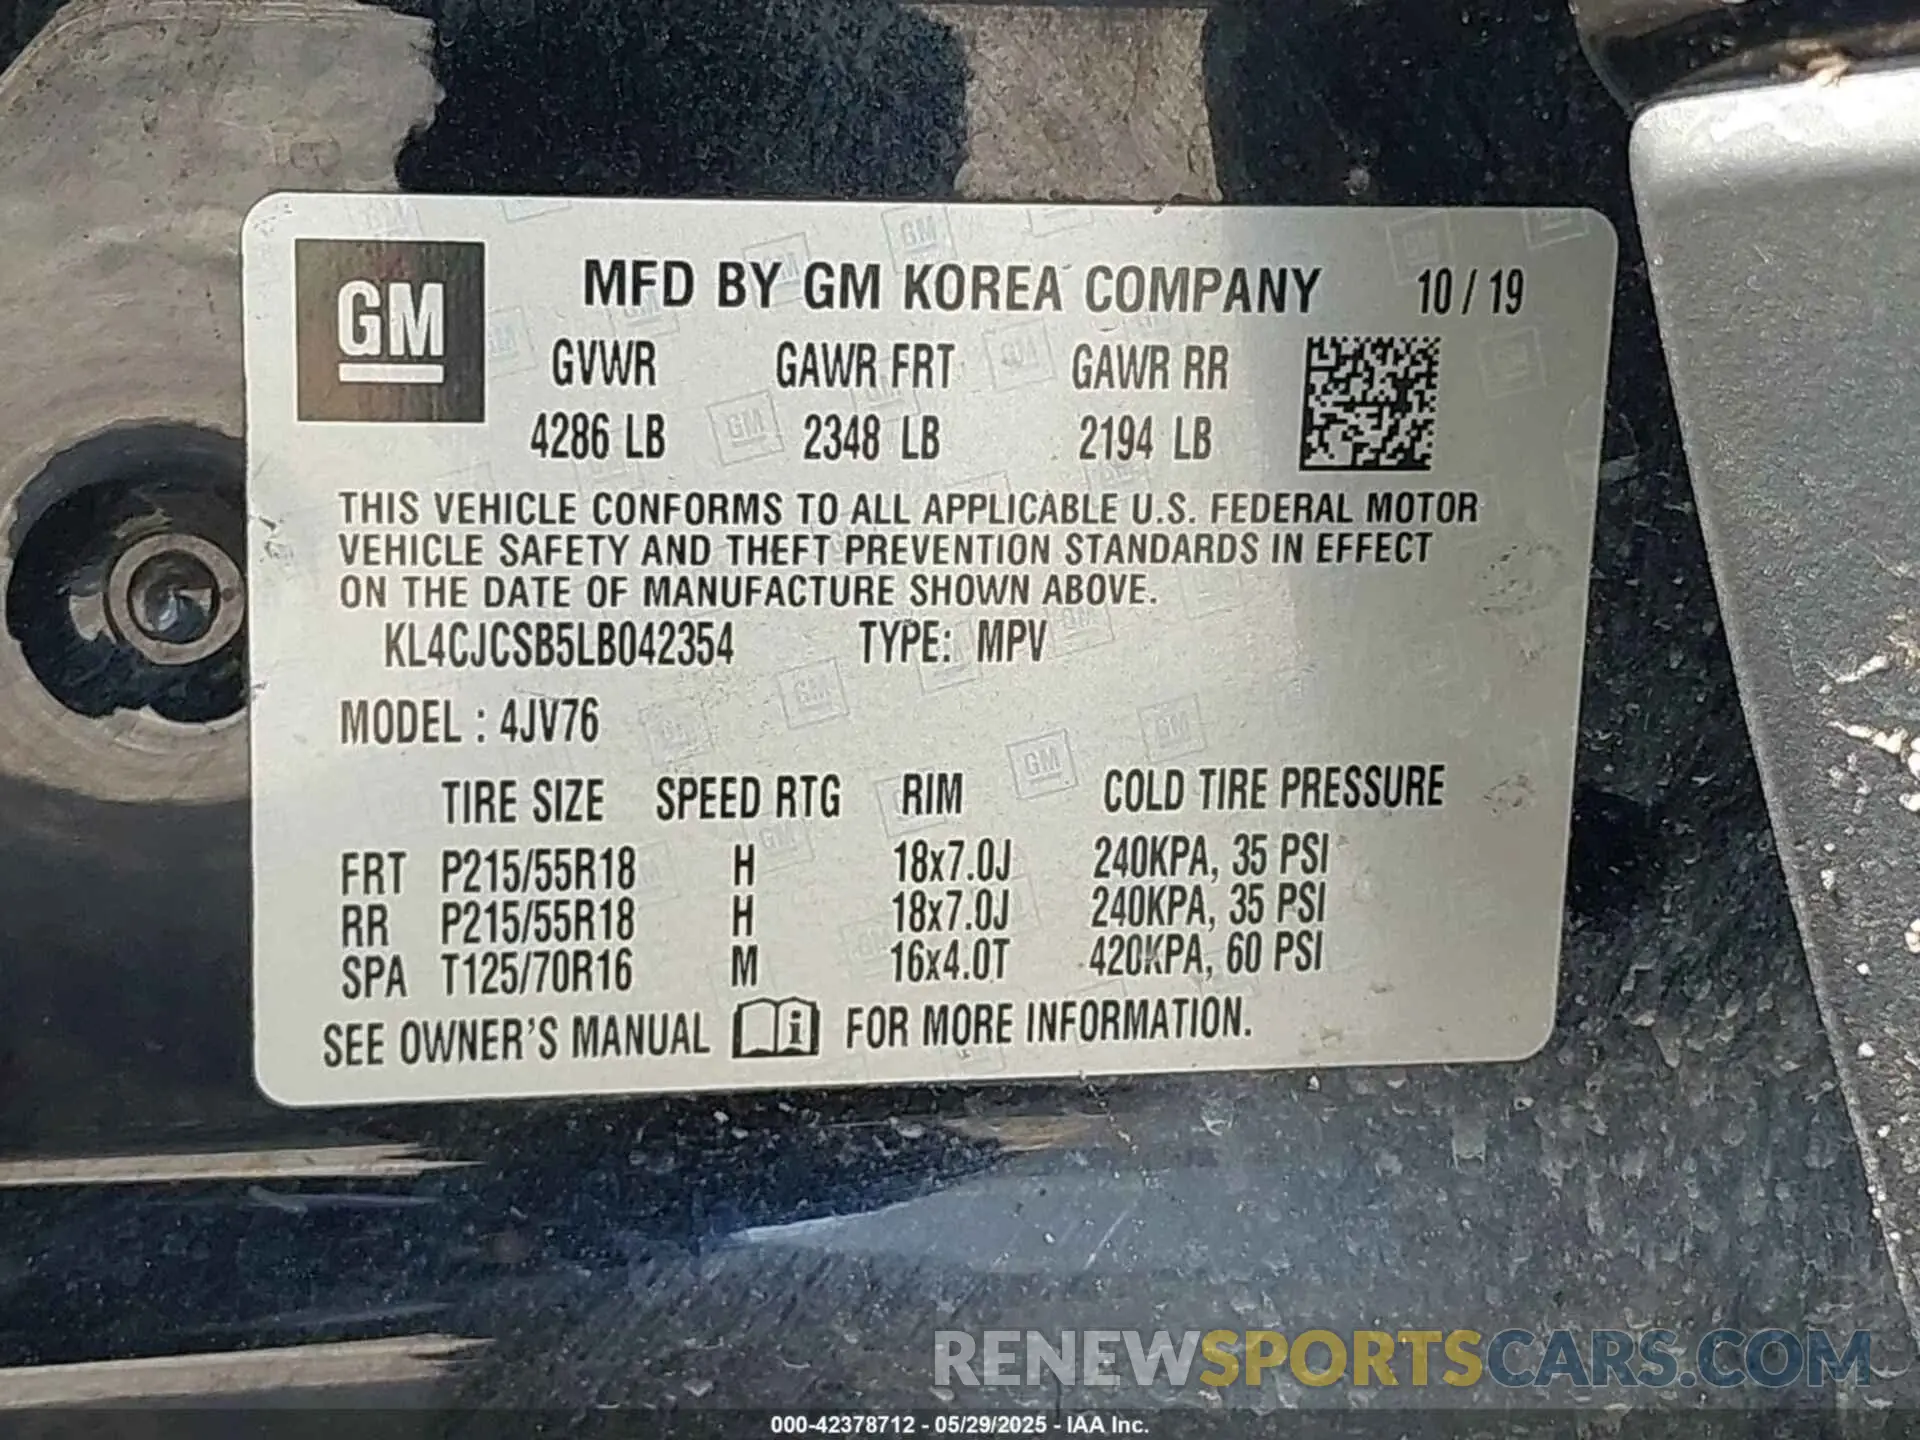 GM
MFD BY GM KOREA COMPANY 10 / 19
GVWR GAWR FRT GAWR RR
4286 LB 2348 LB 2194 LB
THIS VEHICLE CONFORMS TO ALL APPLICABLE U.S. FEDERAL MOTOR
VEHICLE SAFETY AND THEFT PREVENTION STANDARDS IN EFFECT
ON THE DATE OF MANUFACTURE SHOWN ABOVE.
KL4CJCSB5LB042354 TYPE: MPV
MODEL : 4JV76
TIRE SIZE SPEED RTG RIM COLD TIRE PRESSURE
FRT P215/55R18 H 18x7.0J 240KPA, 35 PSI
RR P215/55R18 H 18x7.0J 240KPA, 35 PSI
SPA T125/70R16 M 16x4.0T 420KPA, 60 PSI
SEE OWNER'S MANUAL i FOR MORE INFORMATION.
RENEWSPORTSCARS.COM
000-42378712 - 05/29/2025 - IAA Inc.